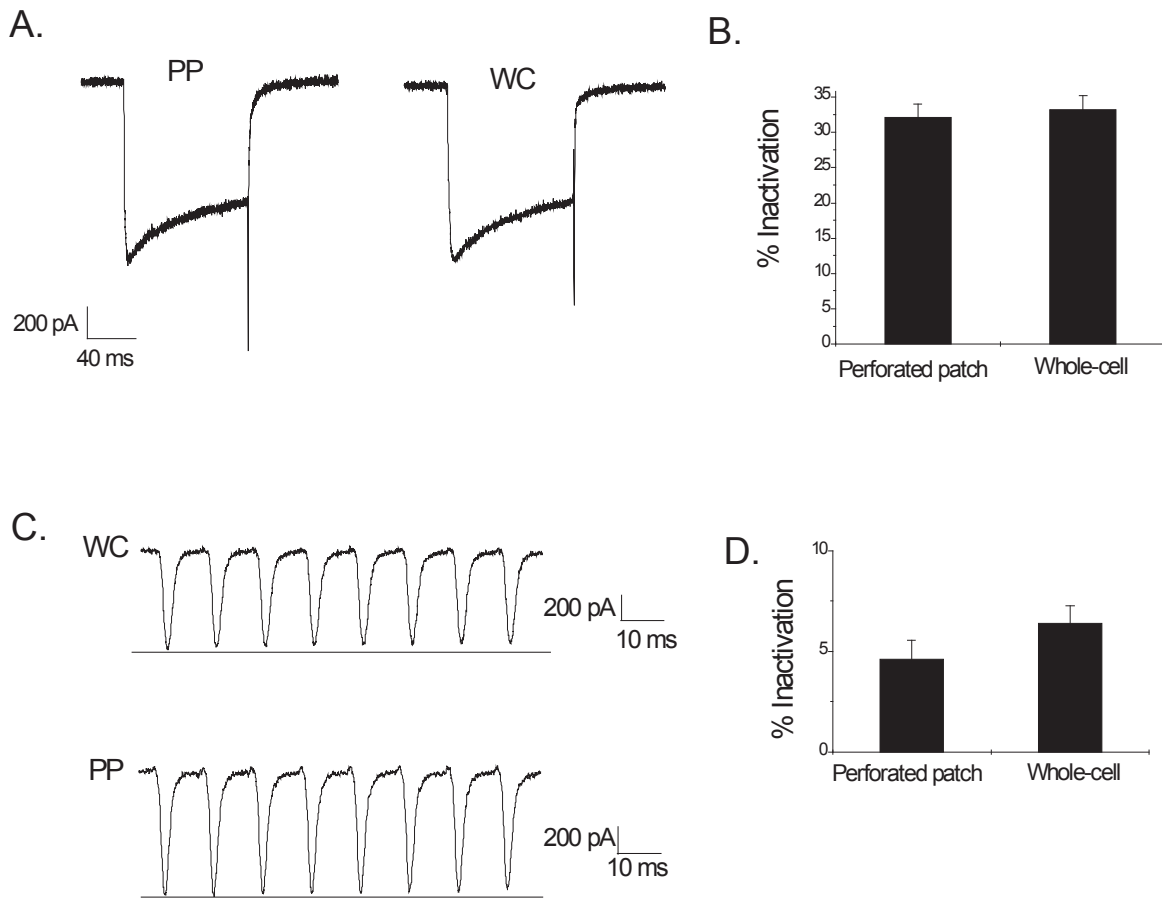 A.
PP
WC
200 pA
40 ms
B.
% Inactivation
35
30
25
20
15
10
5
0
Perforated patch
Whole-cell
C.
WC
200 pA
10 ms
PP
200 pA
10 ms
D.
% Inactivation
10
5
0
Perforated patch
Whole-cell